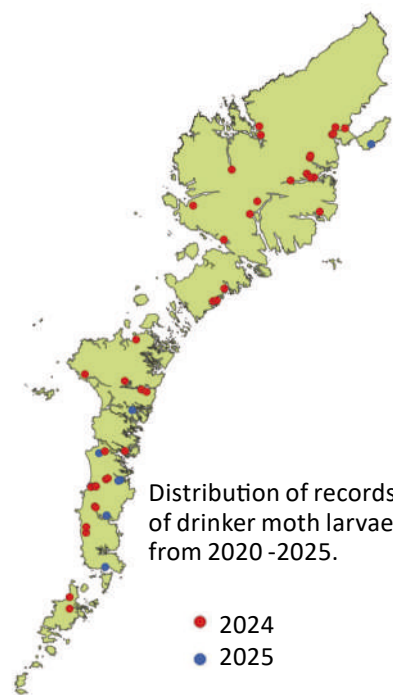 Distribution of records
of drinker moth larvae
from 2020 -2025.
2024
2025